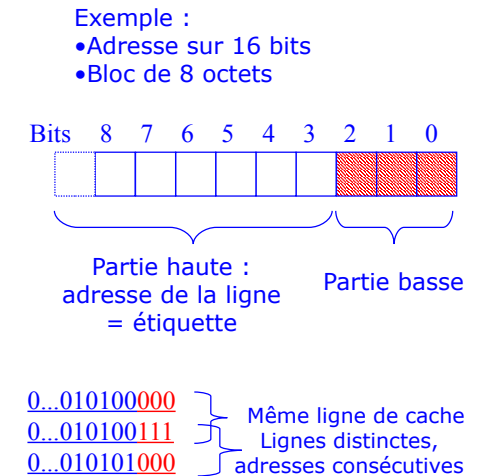 Exemple :
•Adresse sur 16 bits
•Bloc de 8 octets
Bits 8 7 6 5 4 3 2 1 0
Partie haute :
adresse de la ligne
= étiquette
Partie basse
0...010100000
0...010100111
0...010101000
Même ligne de cache
Lignes distinctes,
adresses consécutives